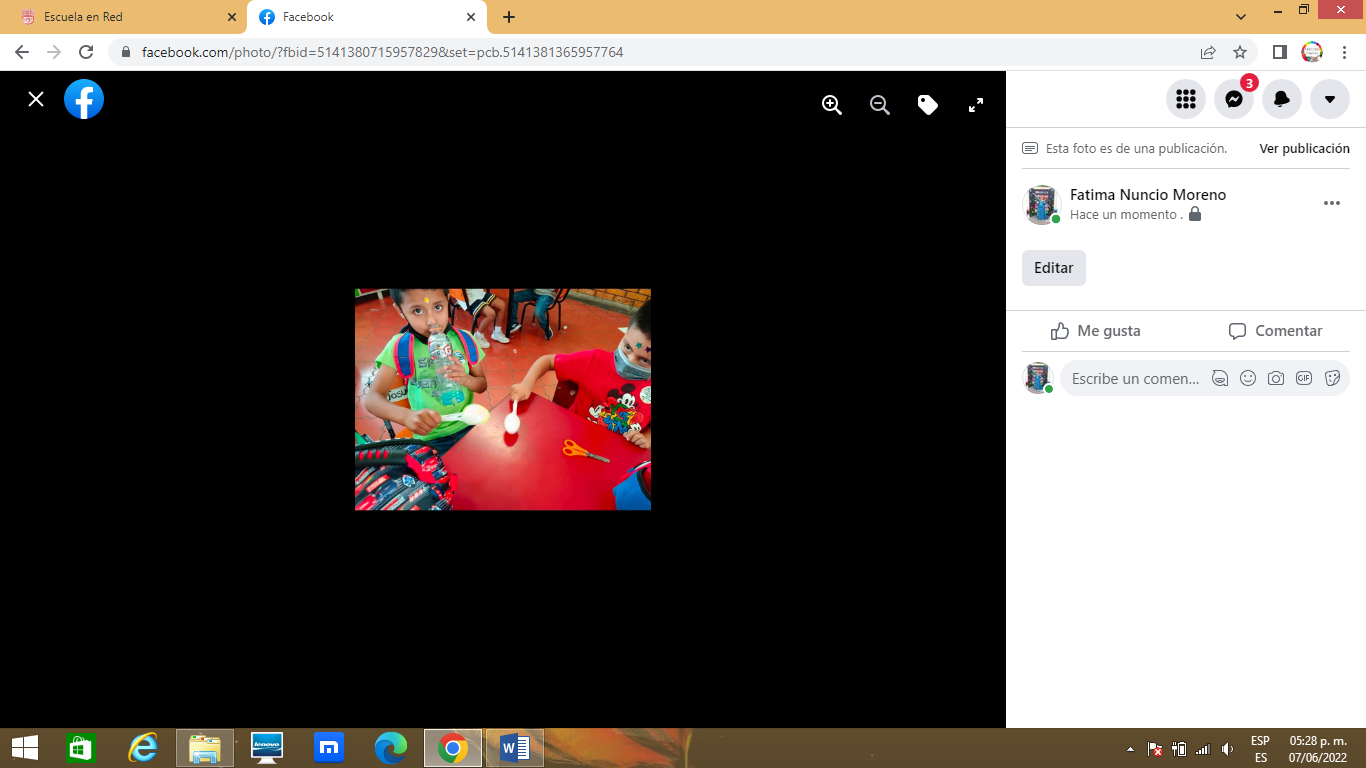 Escuela en Red
Facebook
facebook.com/photo/?fbid=5141380715957829&set=pcb.5141381365957764
3
Esta foto es de una publicación.
Ver publicación
Fatima Nuncio Moreno
Hace un momento .
Editar
Me gusta
Comentar
Escribe un comen...
GIF
lenovo
ESP
05:28 p. m.
ES
07/06/2022